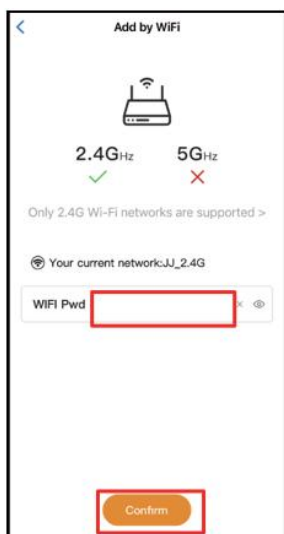 Add by WiFi
2.4GHz 5GHz
Only 2.4G Wi-Fi networks are supported >
Your current network:JJ_2.4G
WIFI Pwd ×
Confirm